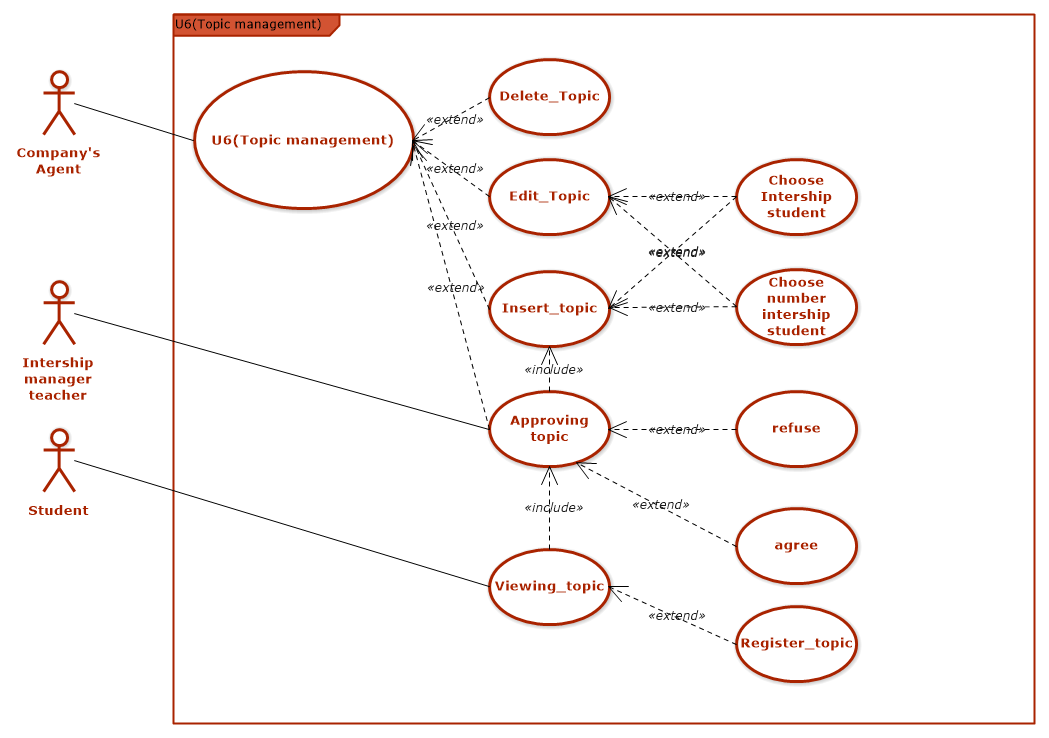 U6(Topic management)
Company's
Agent
U6(Topic management)
Delete_Topic
«extend»
Edit_Topic
«extend»
«extend»
Choose
Intership
student
«extend»
«extend»
«extend»
Insert_topic
«extend»
«extend»
Choose
number
intership
student
Intership
manager
teacher
«include»
Approving
topic
«extend»
refuse
Student
«include»
«extend»
agree
Viewing_topic
«extend»
Register_topic